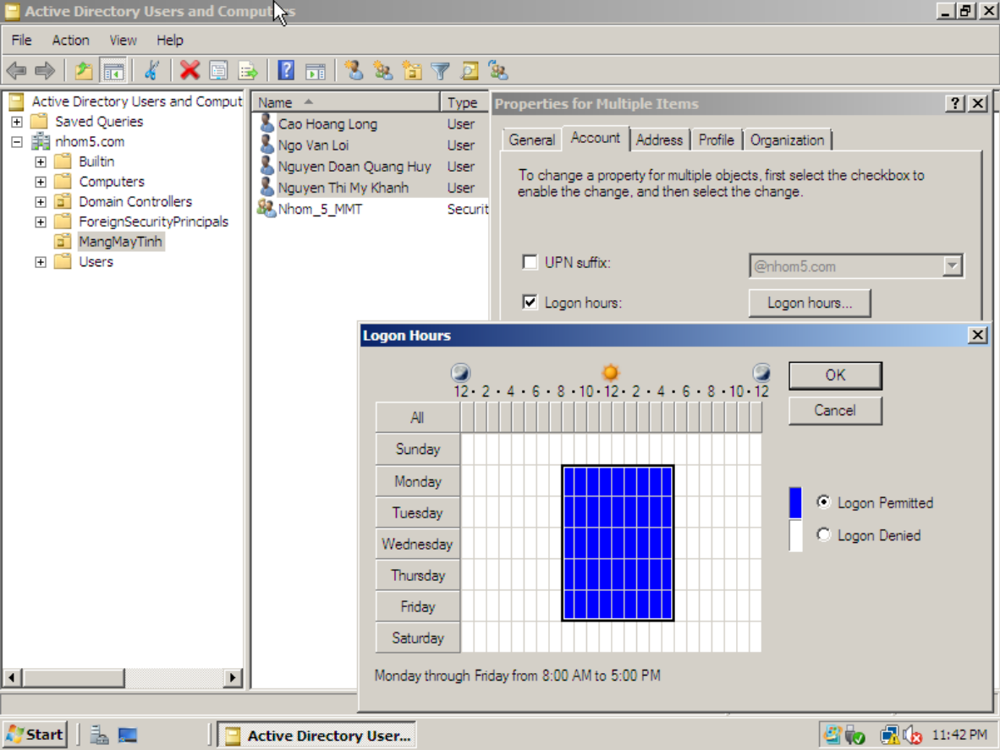 Active Directory Users and Computers
File Action View Help
Active Directory Users and Comput
Saved Queries
nhom5.com
Builtin
Computers
Domain Controllers
ForeignSecurityPrincipals
MangMayTinh
Users
Name Type
Cao Hoang Long User
Ngo Van Loi User
Nguyen Doan Quang Huy User
Nguyen Thi My Khanh User
Nhom_5_MMT Securit
Properties for Multiple Items
General Account Address Profile Organization
To change a property for multiple objects, first select the checkbox to
enable the change, and then select the change.
UPN suffix: @nhom5.com
Logon hours: Logon hours...
Logon Hours
12 · 2 · 4 · 6 · 8 · 10 · 12 · 2 · 4 · 6 · 8 · 10 · 12
All
Sunday
Monday
Tuesday
Wednesday
Thursday
Friday
Saturday
OK
Cancel
Logon Permitted
Logon Denied
Monday through Friday from 8:00 AM to 5:00 PM
Start Active Directory User... 11:42 PM